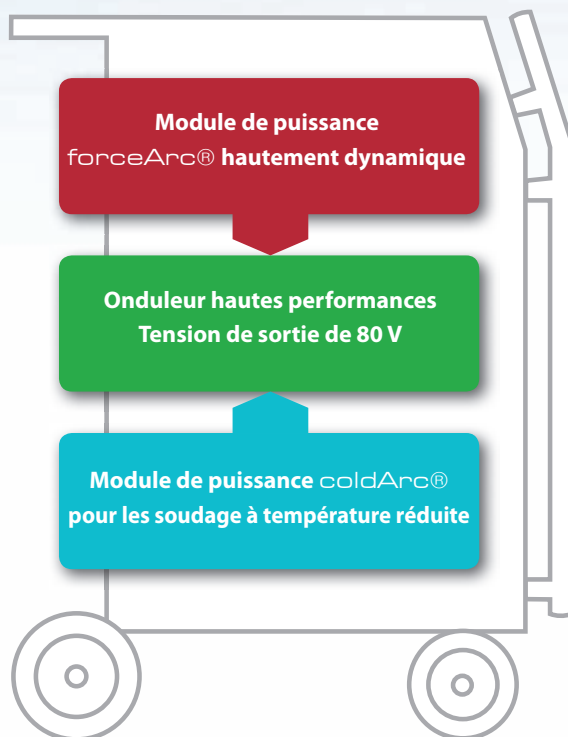 Module de puissance
forceArc® hautement dynamique
Onduleur hautes performances
Tension de sortie de 80 V
Module de puissance coldArc®
pour les soudage à température réduite